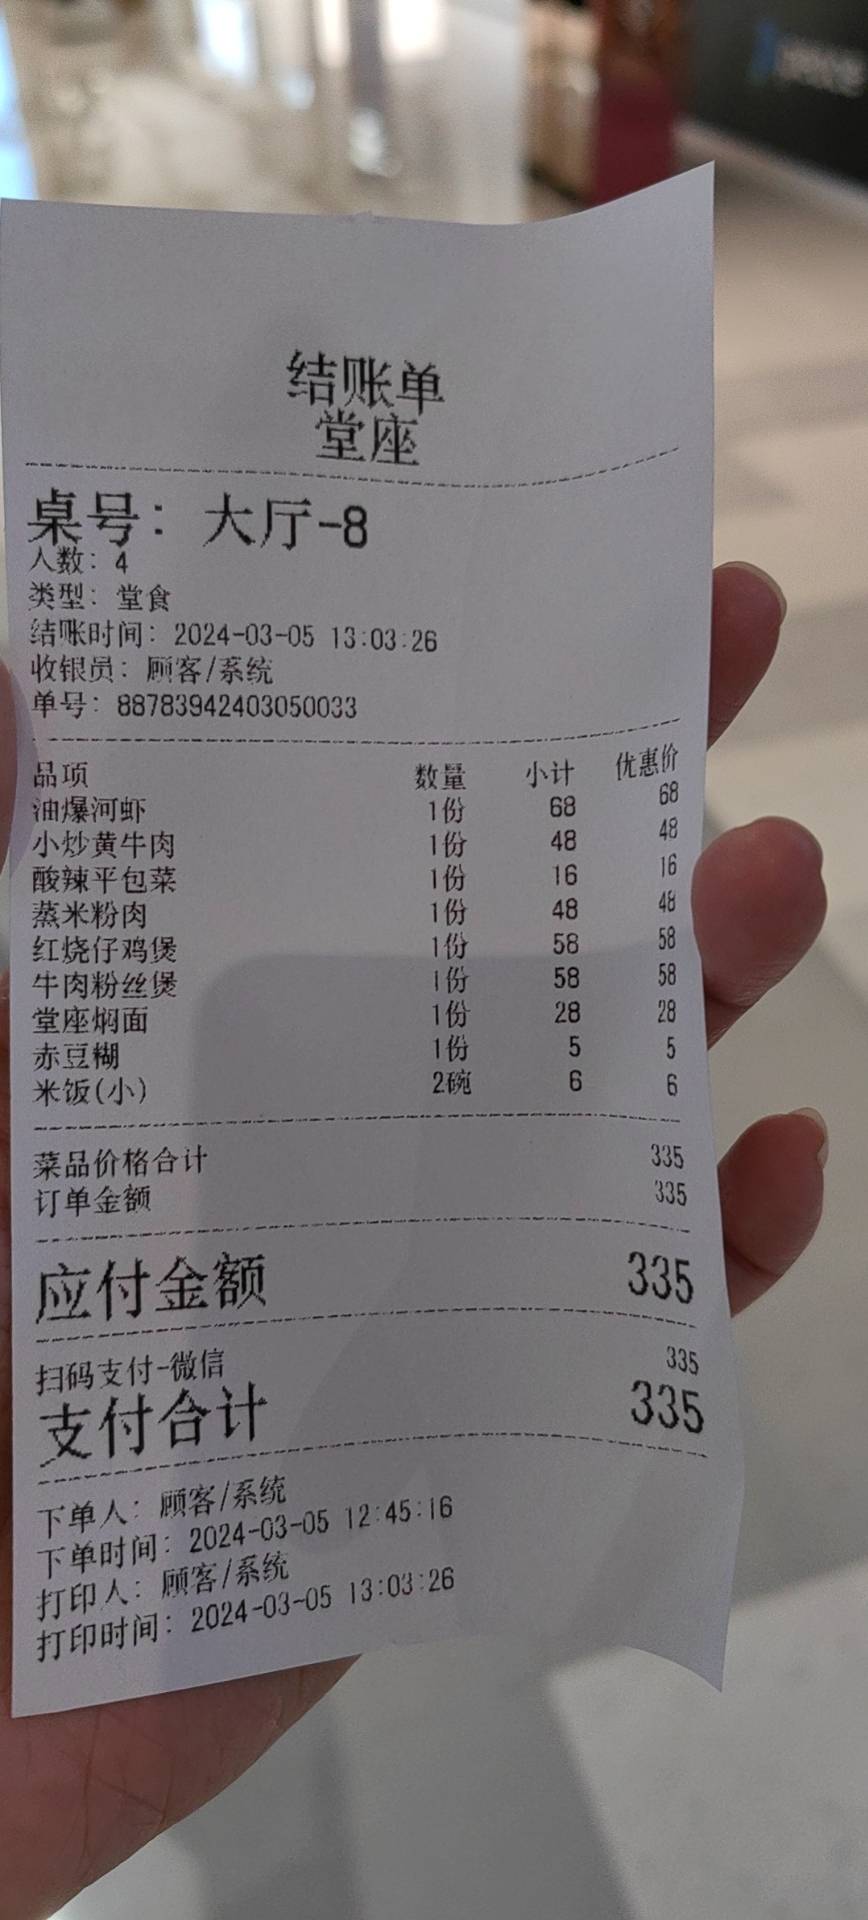 结账单
堂座
桌号: 大厅-8
人数: 4
类型: 堂食
结账时间: 2024-03-05 13:03:26
收银员: 顾客/系统
单号: 88783942403050033
品项 数量 小计 优惠价
油爆河虾 1份 68 68
小炒黄牛肉 1份 48 48
酸辣平包菜 1份 16 16
蒸米粉肉 1份 48 48
红烧仔鸡煲 1份 58 58
牛肉粉丝煲 1份 58 58
堂座焖面 1份 28 28
赤豆糊 1份 5 5
米饭(小) 2碗 6 6
菜品价格合计 335
订单金额 335
应付金额 335
扫码支付-微信 335
支付合计 335
下单人: 顾客/系统
下单时间: 2024-03-05 12:45:16
打印人: 顾客/系统
打印时间: 2024-03-05 13:03:26